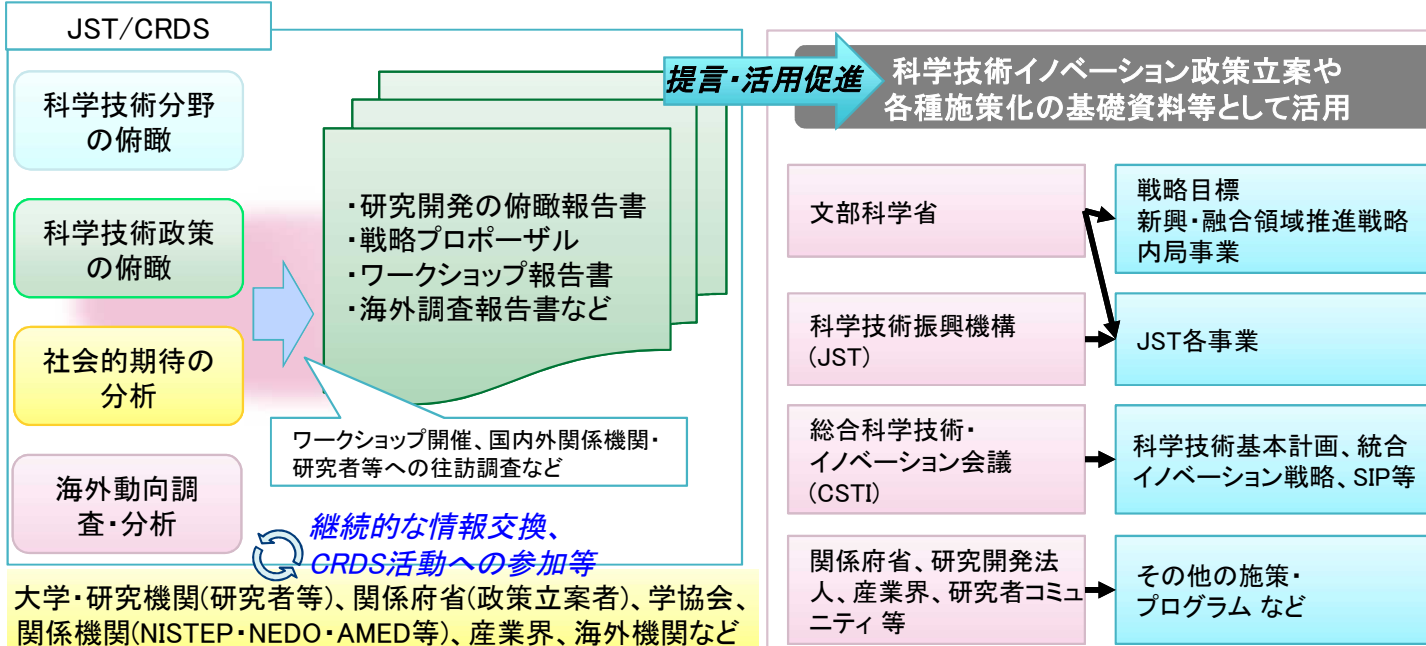 JST/CRDS
科学技術分野
の俯瞰
科学技術政策
の俯瞰
社会的期待の
分析
海外動向調
査・分析
・研究開発の俯瞰報告書
・戦略プロポーザル
・ワークショップ報告書
・海外調査報告書など
ワークショップ開催、国内外関係機関・
研究者等への往訪調査など
継続的な情報交換、
CRDS活動への参加等
大学・研究機関(研究者等)、関係府省(政策立案者)、学協会、
関係機関(NISTEP・NEDO・AMED等)、産業界、海外機関など
提言・活用促進
科学技術イノベーション政策立案や
各種施策化の基礎資料等として活用
文部科学省
戦略目標
新興・融合領域推進戦略
内局事業
科学技術振興機構
(JST)
JST各事業
総合科学技術・
イノベーション会議
(CSTI)
科学技術基本計画、統合
イノベーション戦略、SIP等
関係府省、研究開発法
人、産業界、研究者コミュ
ニティ 等
その他の施策・
プログラム など